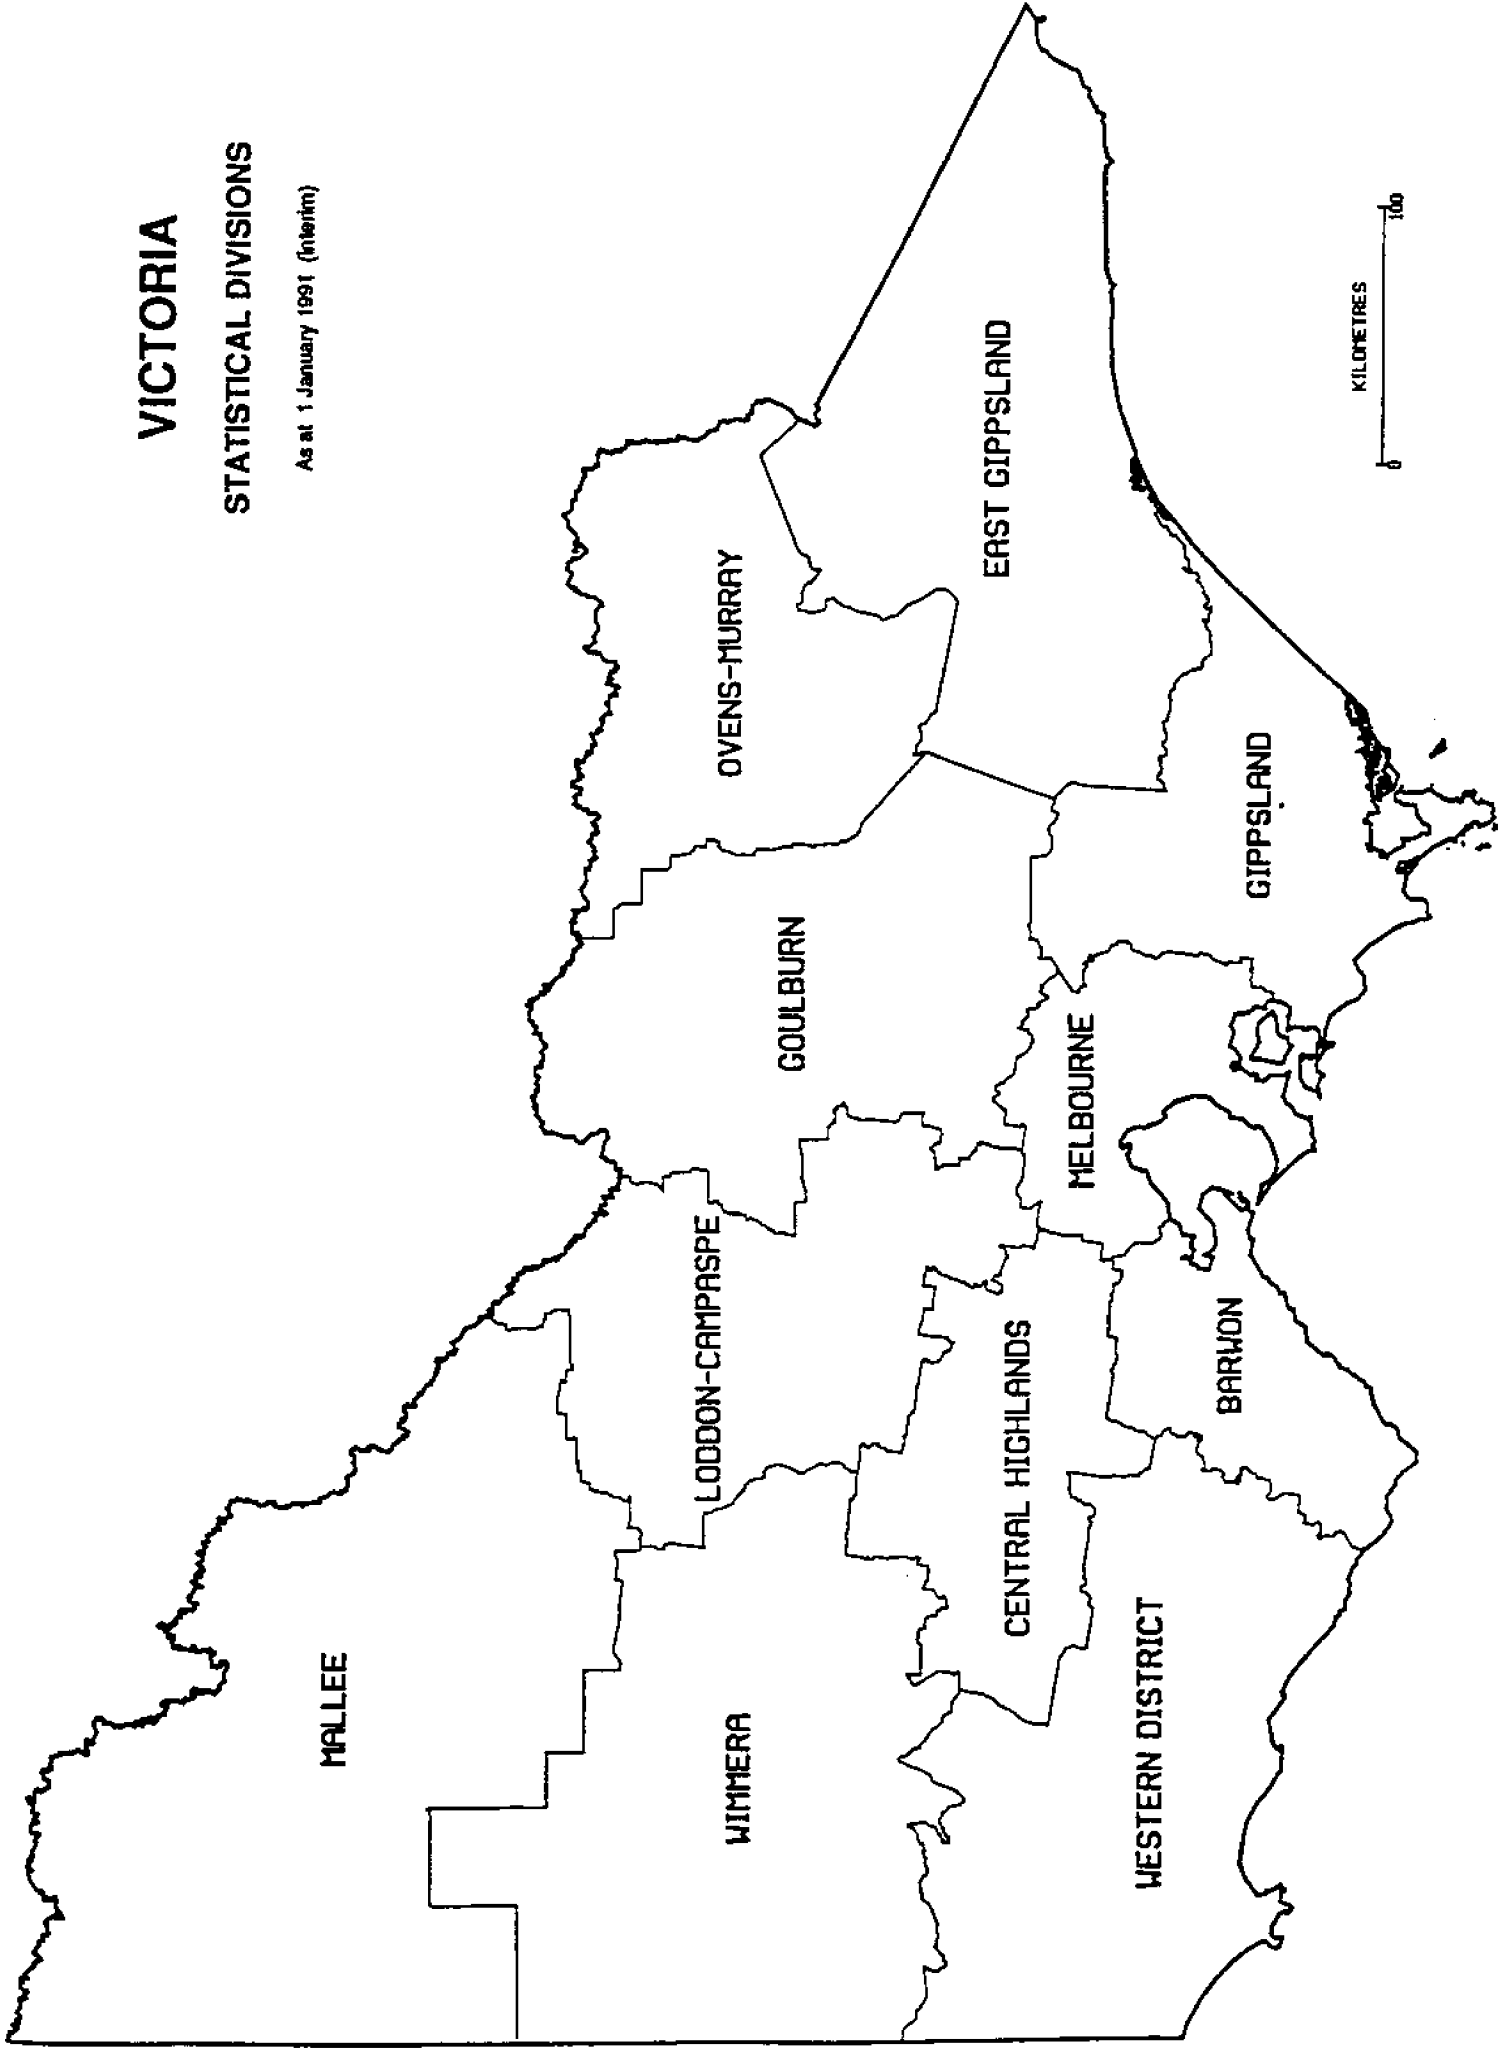 VICTORIA
STATISTICAL DIVISIONS
As at 1 January 1991 (interim)
MALLEE
WIMMERA
LODDON-CAMPASPE
GOULBURN
OVENS-MURRAY
EAST GIPPSLAND
CENTRAL HIGHLANDS
MELBOURNE
WESTERN DISTRICT
BARWON
GIPPSLAND
KILOMETRES
0
100